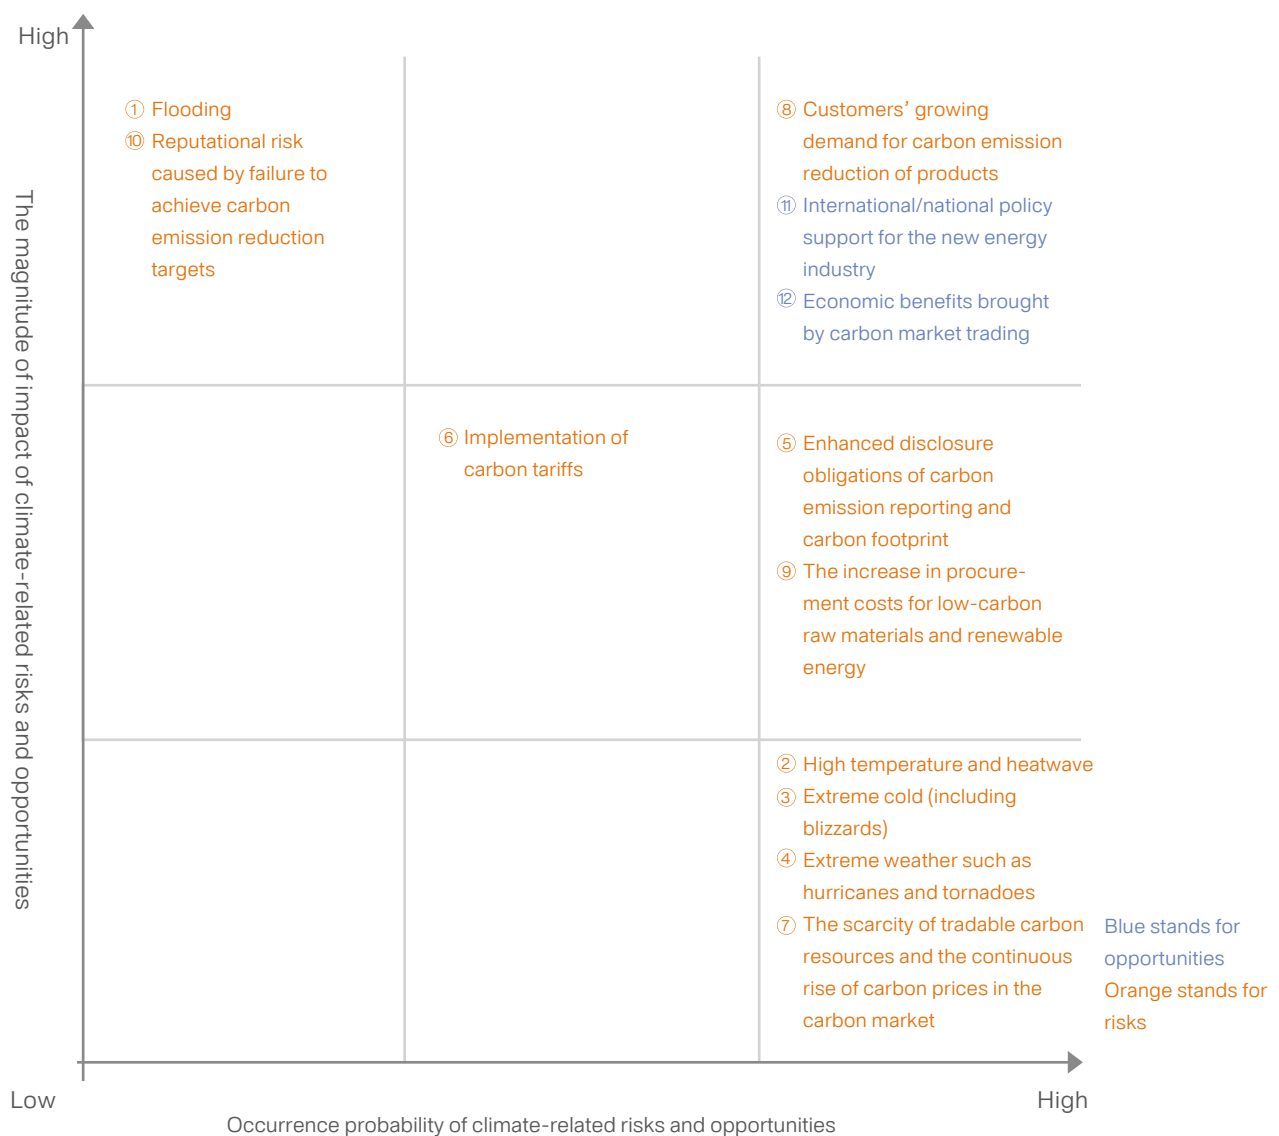 High
The magnitude of impact of climate-related risks and opportunities
① Flooding
⑩ Reputational risk
caused by failure to
achieve carbon
emission reduction
targets
⑧ Customers’ growing
demand for carbon emission
reduction of products
⑪ International/national policy
support for the new energy
industry
⑫ Economic benefits brought
by carbon market trading
⑥ Implementation of
carbon tariffs
⑤ Enhanced disclosure
obligations of carbon
emission reporting and
carbon footprint
⑨ The increase in procure-
ment costs for low-carbon
raw materials and renewable
energy
② High temperature and heatwave
③ Extreme cold (including
blizzards)
④ Extreme weather such as
hurricanes and tornadoes
⑦ The scarcity of tradable carbon
resources and the continuous
rise of carbon prices in the
carbon market
Blue stands for
opportunities
Orange stands for
risks
Low
High
Occurrence probability of climate-related risks and opportunities